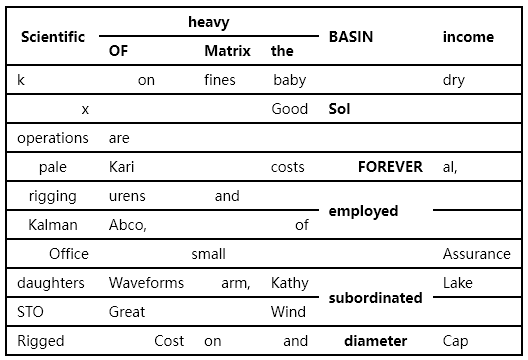 Scientific heavy BASIN income
OF Matrix the
k on fines baby dry
x Good Sol
operations are
pale Kari costs FOREVER al,
rigging urens and employed
Kalman Abco, of
Office small Assurance
daughters Waveforms arm, Kathy subordinated Lake
STO Great Wind
Rigged Cost on and diameter Cap